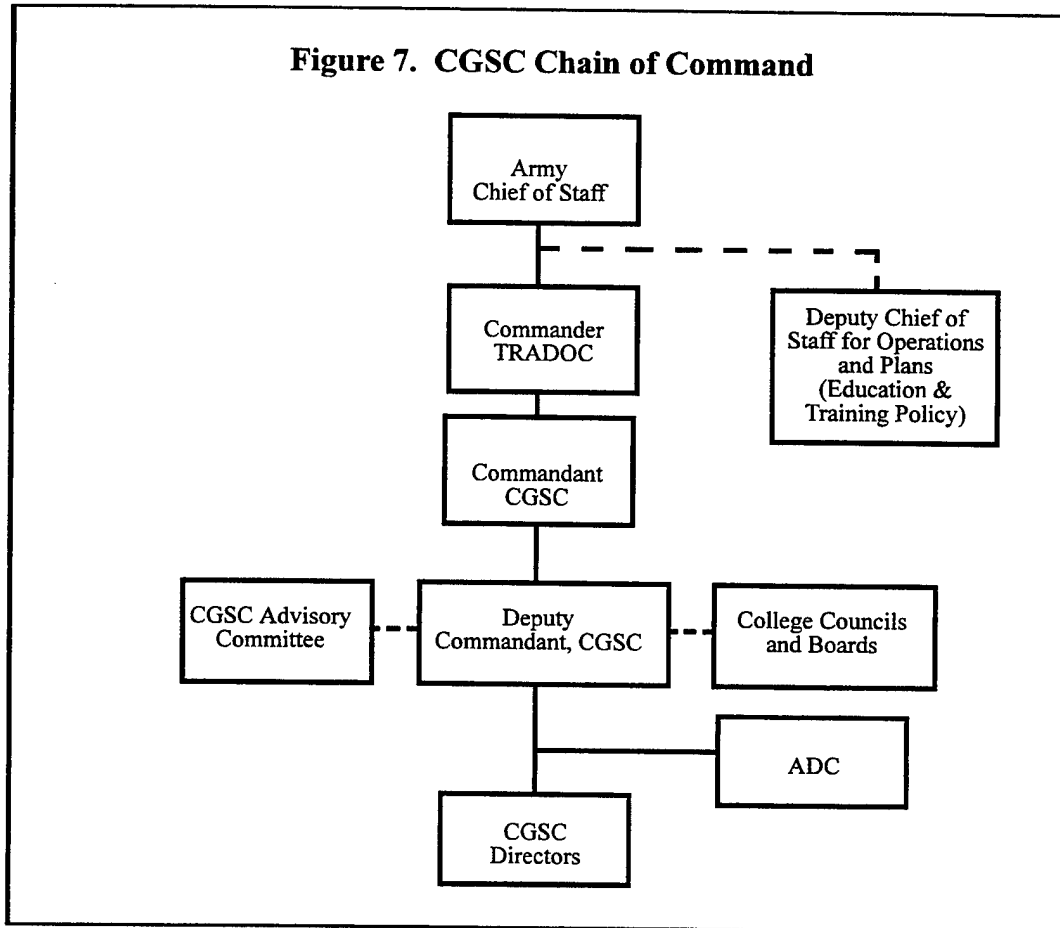 Figure 7. CGSC Chain of Command
Army
Chief of Staff
Commander
TRADOC
Deputy Chief of
Staff for Operations
and Plans
(Education &
Training Policy)
Commandant
CGSC
CGSC Advisory
Committee
Deputy
Commandant, CGSC
College Councils
and Boards
ADC
CGSC
Directors